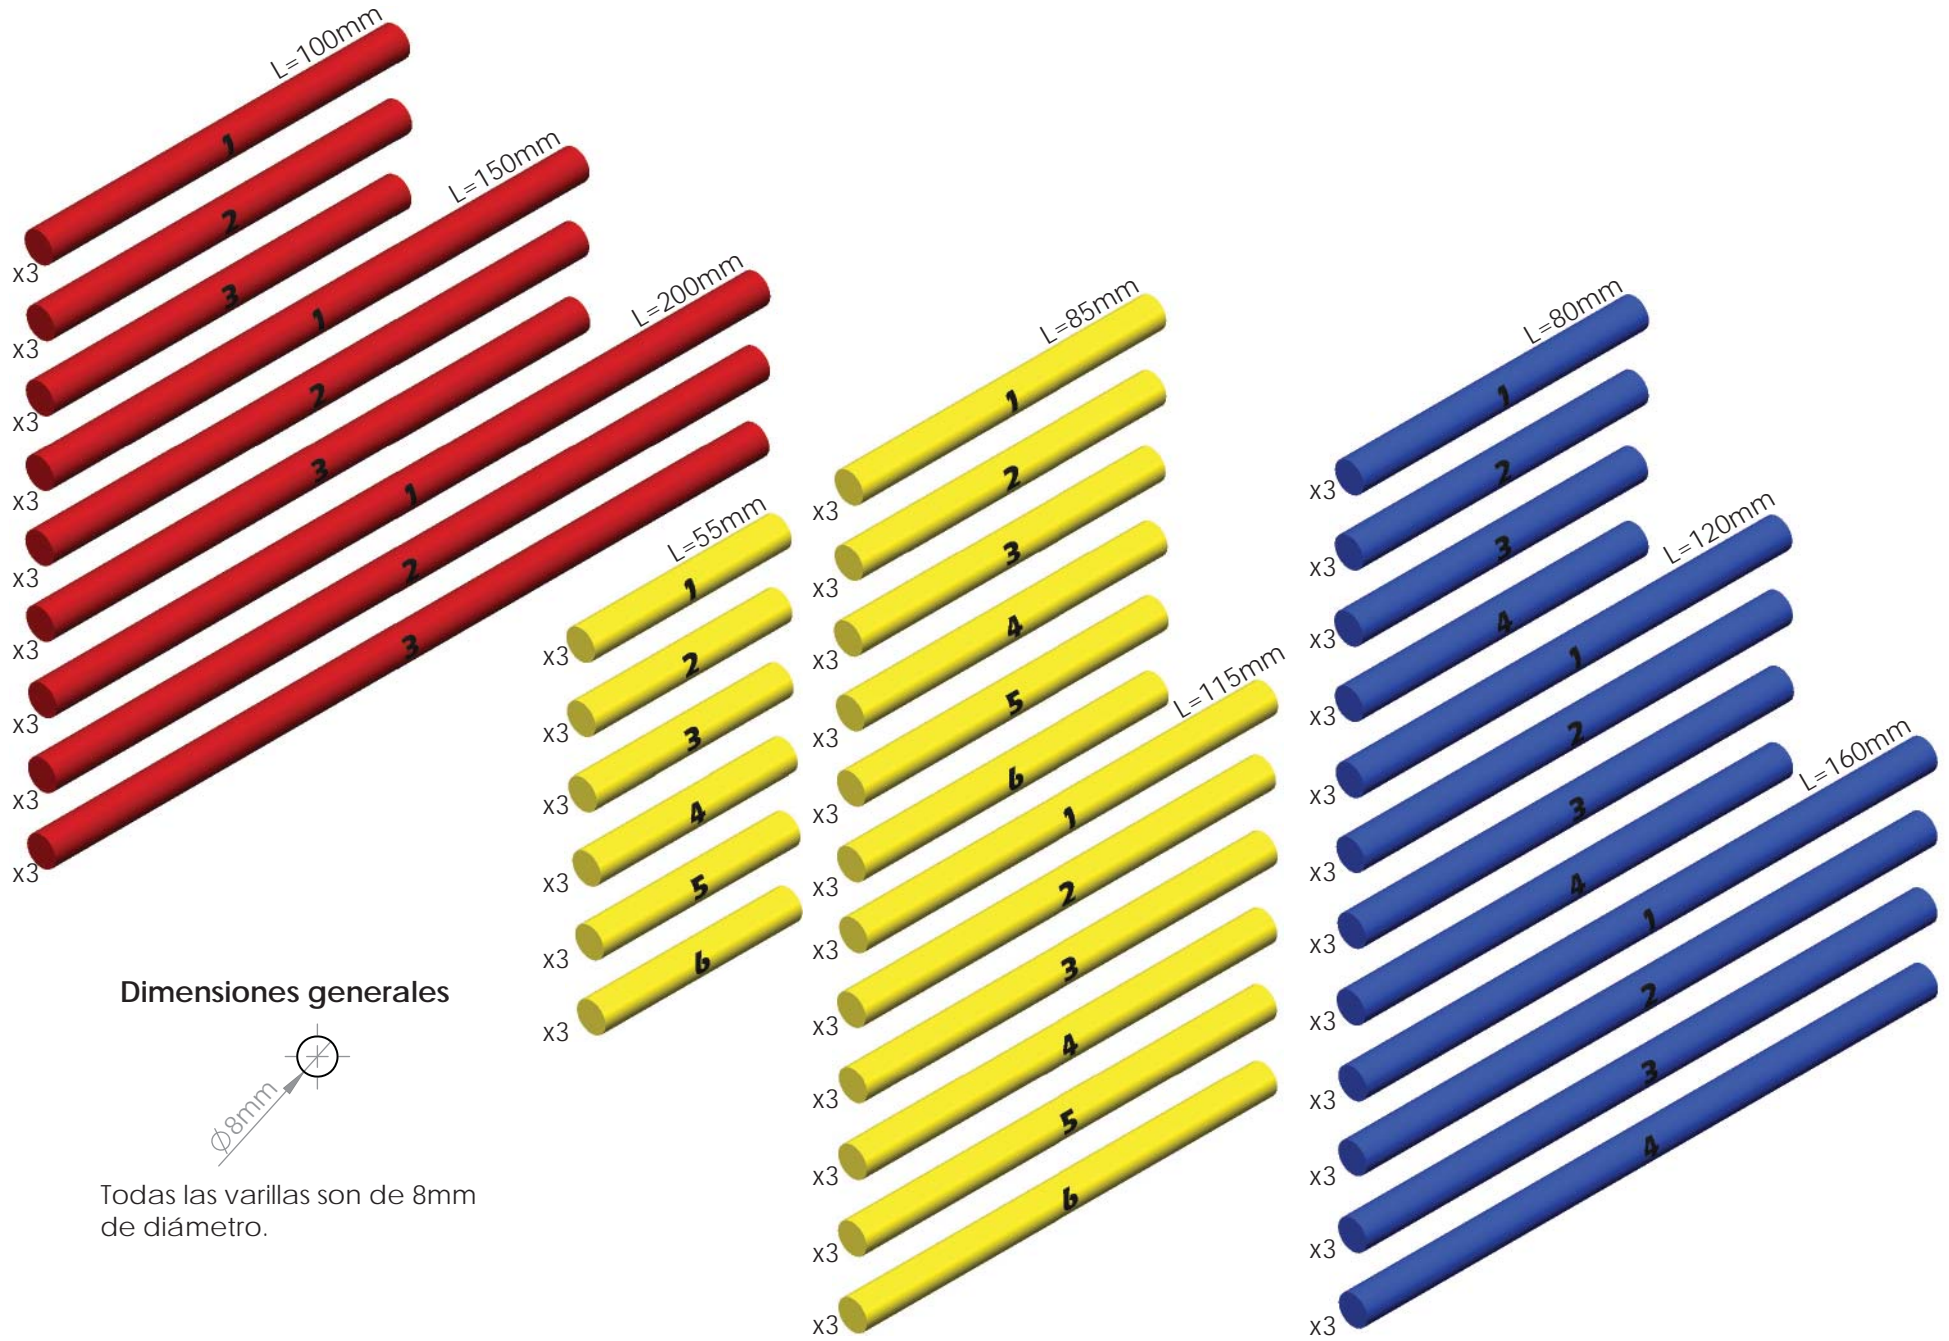 L=100mm
1
x3
2
x3
3
x3
L=150mm
1
x3
2
x3
3
x3
L=200mm
1
x3
2
x3
3
x3
L=55mm
1
x3
2
x3
3
x3
4
x3
5
x3
6
x3
L=85mm
1
x3
2
x3
3
x3
4
x3
5
x3
6
x3
L=115mm
1
x3
2
x3
3
x3
4
x3
5
x3
6
x3
L=80mm
1
x3
2
x3
3
x3
4
x3
L=120mm
1
x3
2
x3
3
x3
4
x3
L=160mm
1
x3
2
x3
3
x3
4
x3
Dimensiones generales
Ø8mm
Todas las varillas son de 8mm
de diámetro.